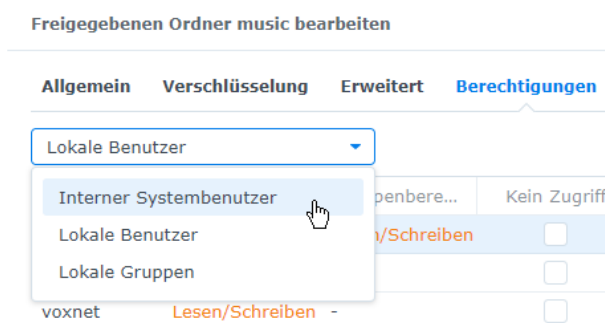 Freigegebenen Ordner music bearbeiten
Allgemein Verschlüsselung Erweitert Berechtigungen
Lokale Benutzer
Interner Systembenutzer
Kein Zugriff
Lokale Benutzer
Lokale Gruppen
voxnet Lesen/Schreiben -